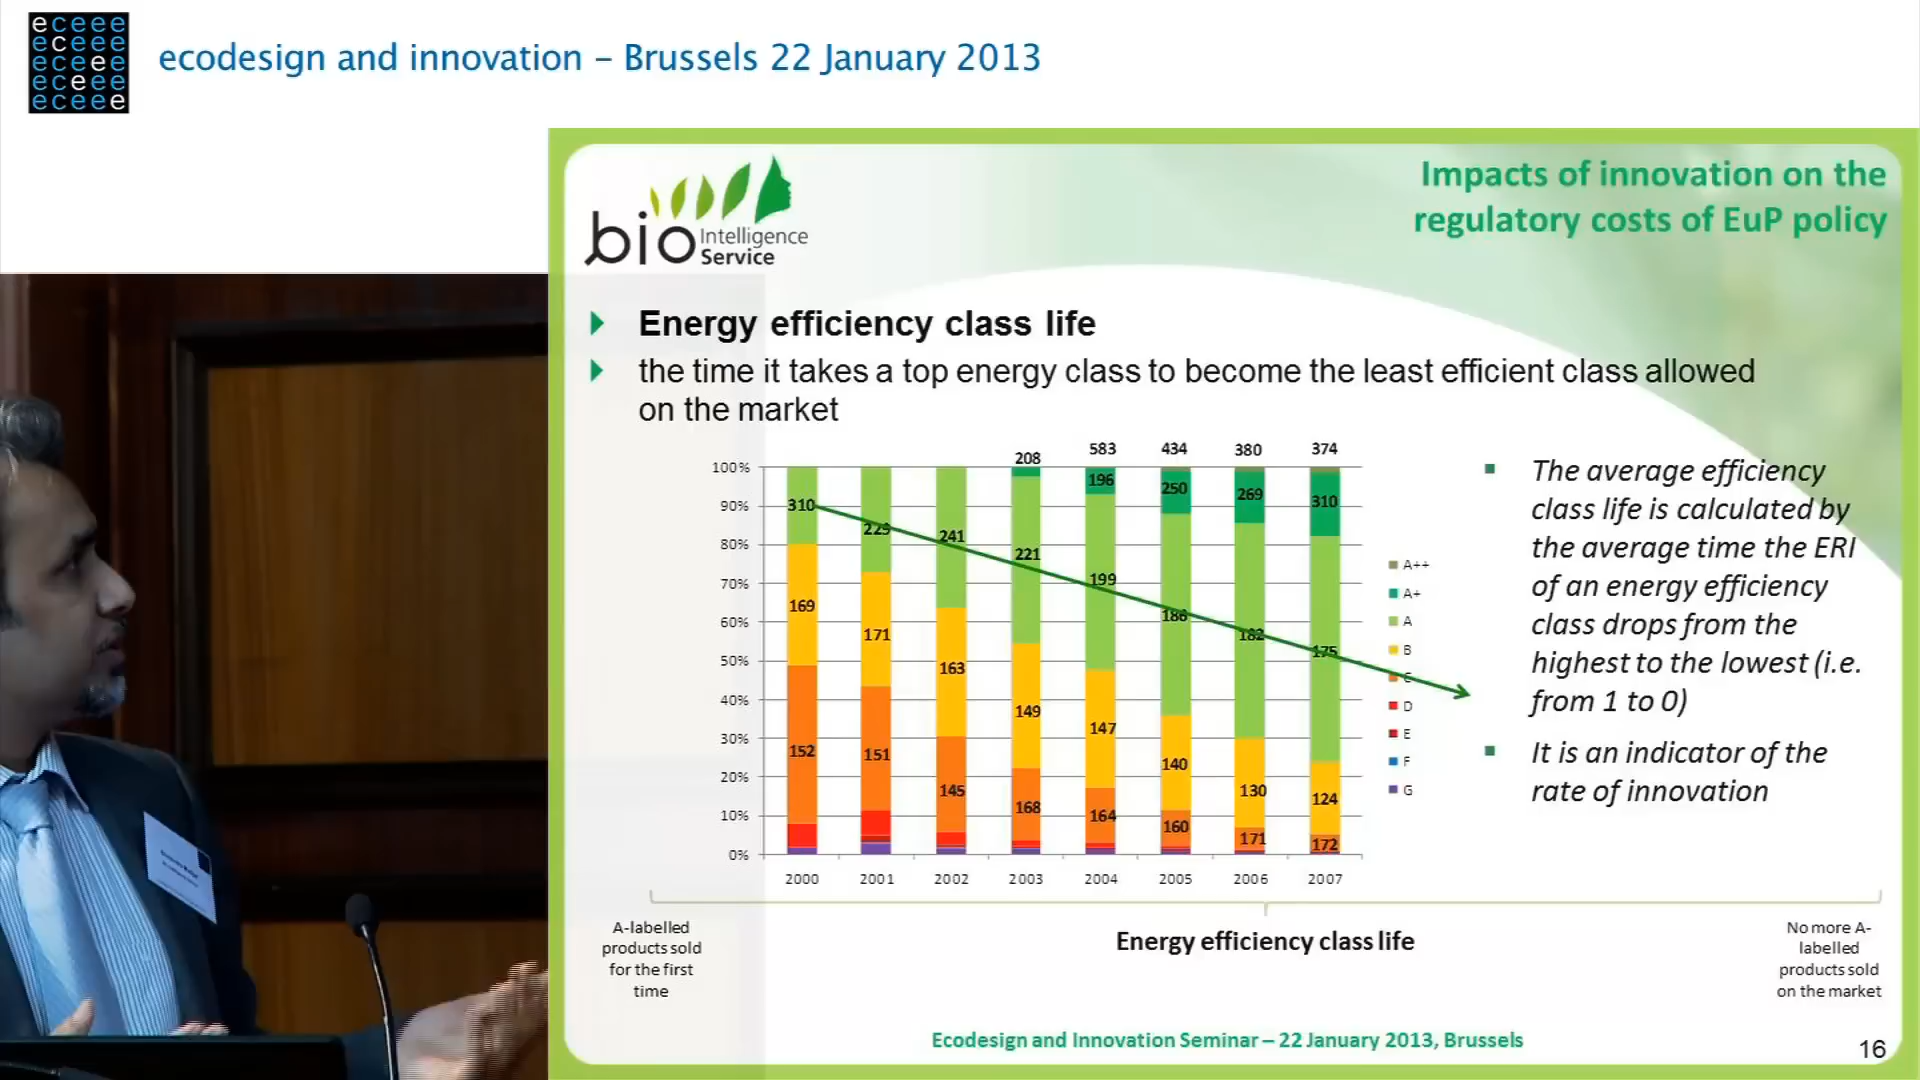 eceee
eceee
eceee
eceee
eceee
ecodesign and innovation – Brussels 22 January 2013
bio Intelligence
Service
Impacts of innovation on the
regulatory costs of EuP policy
Energy efficiency class life
the time it takes a top energy class to become the least efficient class allowed
on the market
208 583 434 380 374
100%
90%
80%
70%
60%
50%
40%
30%
20%
10%
0%
310 169 152
229 171 151
241 163 145
221 149 168
196 199 147 164
250 186 140 160
269 182 130 171
310 175 124 172
2000 2001 2002 2003 2004 2005 2006 2007
A++
A+
A
B
C
D
E
F
G
The average efficiency
class life is calculated by
the average time the ERI
of an energy efficiency
class drops from the
highest to the lowest (i.e.
from 1 to 0)
It is an indicator of the
rate of innovation
A-labelled
products sold
for the first
time
Energy efficiency class life
No more A-
labelled
products sold
on the market
Ecodesign and Innovation Seminar – 22 January 2013, Brussels
16